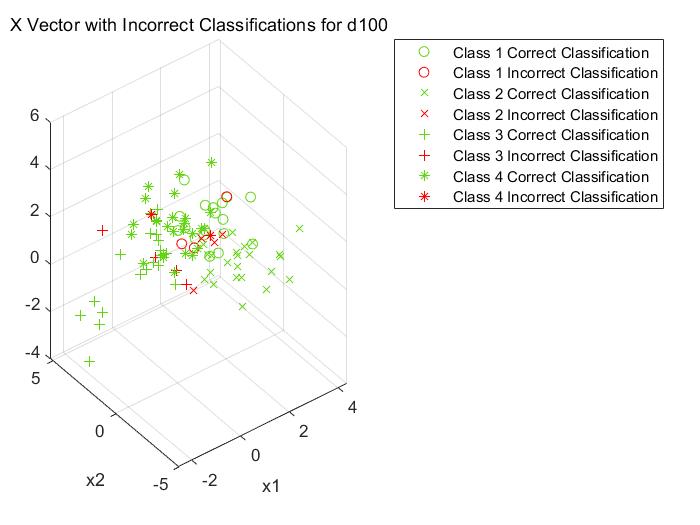 X Vector with Incorrect Classifications for d100
Class 1 Correct Classification
Class 1 Incorrect Classification
Class 2 Correct Classification
Class 2 Incorrect Classification
Class 3 Correct Classification
Class 3 Incorrect Classification
Class 4 Correct Classification
Class 4 Incorrect Classification
6
4
2
0
-2
-4
5
0
-5
x2
-2
0
2
4
x1